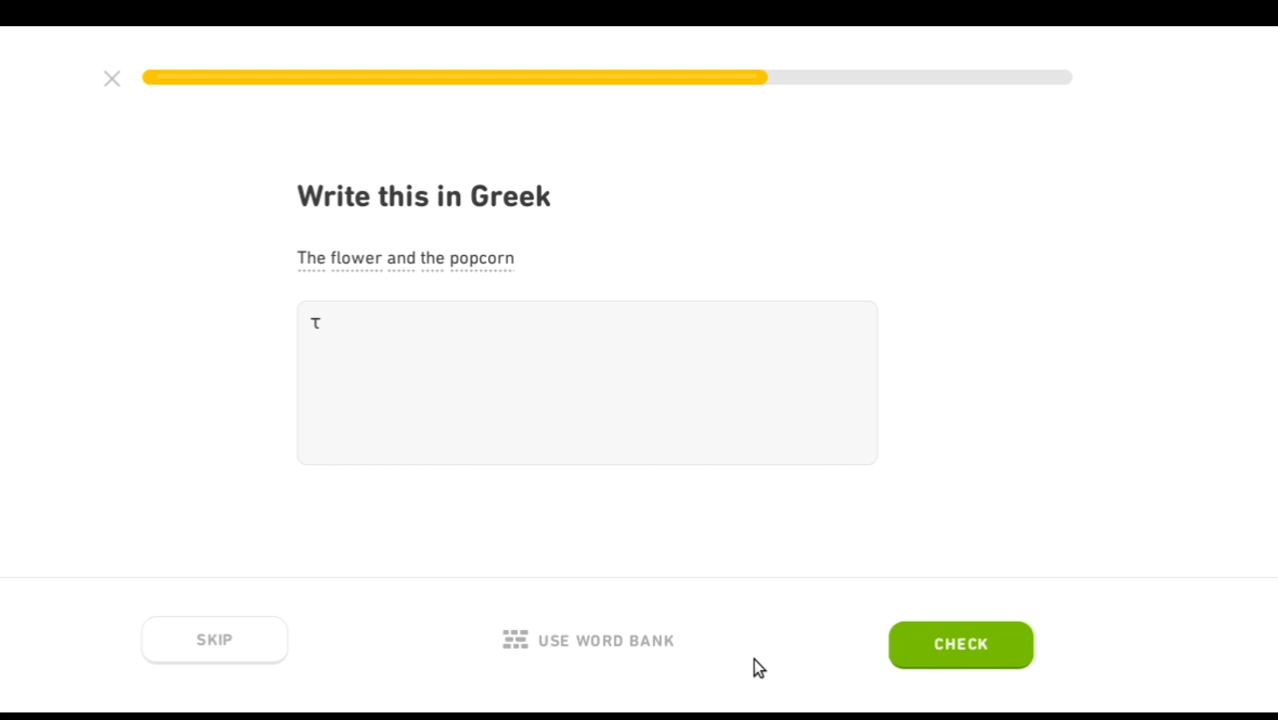 Write this in Greek
The flower and the popcorn
τ
SKIP
USE WORD BANK
CHECK